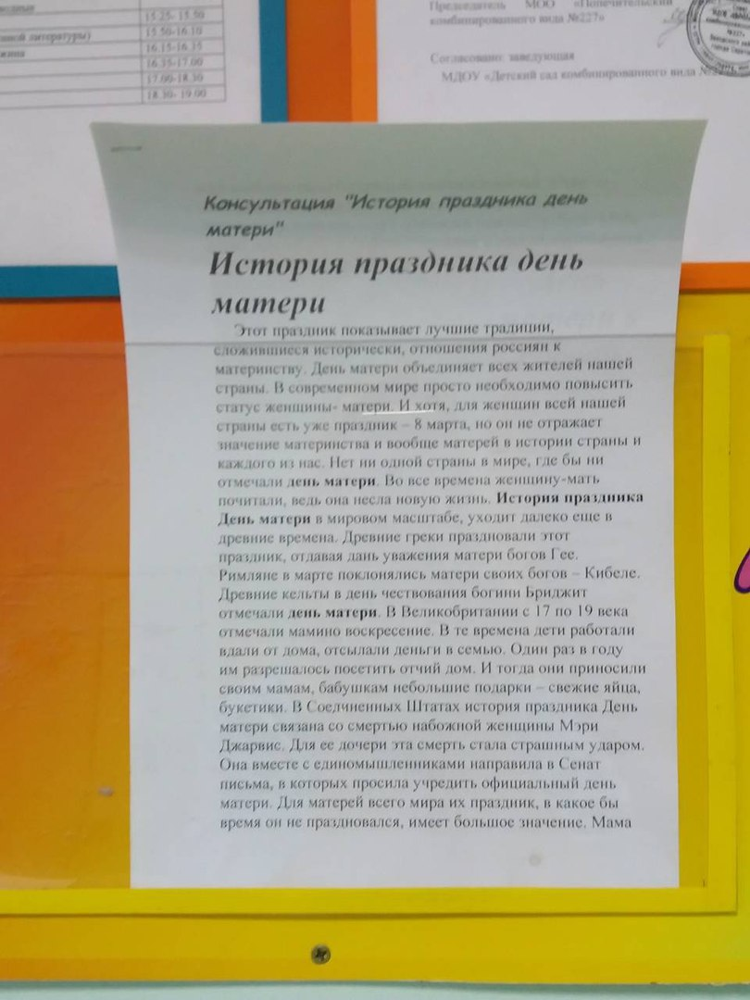 15.25- 15.50
15.50-16.10
16.15-16.35
16.35-17.00
17.00-18.30
18.30- 19.00
литературы)
Председатель МОО «Попечительский
комбинированного вида №227»
Согласовано: заведующая
МДОУ «Детский сад комбинированного вида
Консультация "История праздника день
матери"
История праздника день
матери
Этот праздник показывает лучшие традиции,
сложившиеся исторически, отношения россиян к
материнству. День матери объединяет всех жителей нашей
страны. В современном мире просто необходимо повысить
статус женщины- матери. И хотя, для женщин всей нашей
страны есть уже праздник – 8 марта, но он не отражает
значение материнства и вообще матерей в истории страны и
каждого из нас. Нет ни одной страны в мире, где бы ни
отмечали день матери. Во все времена женщину-мать
почитали, ведь она несла новую жизнь. История праздника
День матери в мировом масштабе, уходит далеко еще в
древние времена. Древние греки праздновали этот
праздник, отдавая дань уважения матери богов Гее.
Римляне в марте поклонялись матери своих богов – Кибеле.
Древние кельты в день чествования богини Бриджит
отмечали день матери. В Великобритании с 17 по 19 века
отмечали мамино воскресение. В те времена дети работали
вдали от дома, отсылали деньги в семью. Один раз в году
им разрешалось посетить отчий дом. И тогда они приносили
своим мамам, бабушкам небольшие подарки – свежие яйца,
букетики. В Соедчиненных Штатах история праздника День
матери связана со смертью набожной женщины Мэри
Джарвис. Для ее дочери эта смерть стала страшным ударом.
Она вместе с единомышленниками направила в Сенат
письма, в которых просила учредить официальный день
матери. Для матерей всего мира их праздник, в какое бы
время он не праздновался, имеет большое значение. Мама